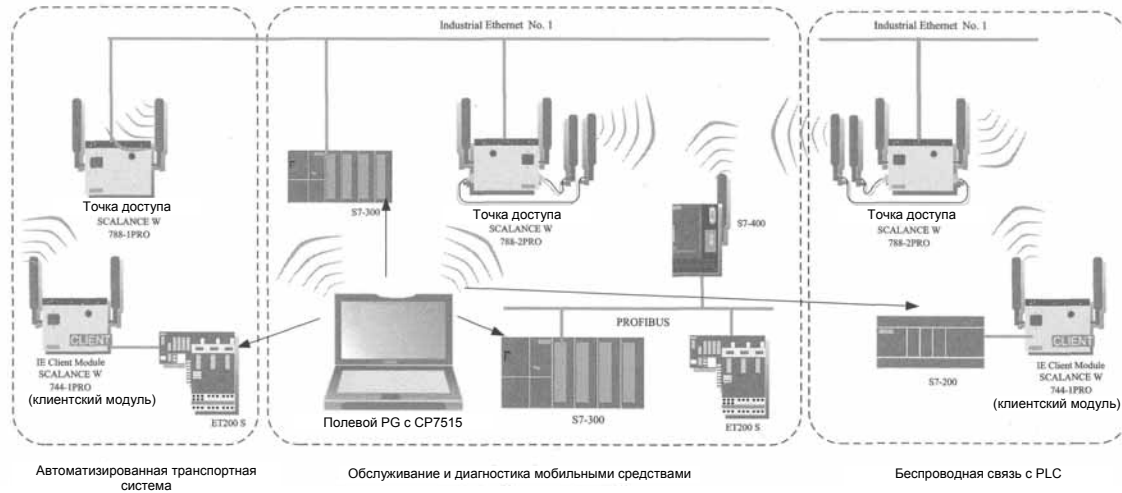 Industrial Ethernet No. 1
Industrial Ethernet No. 1
Точка доступа
SCALANCE W
788-1PRO
S7-300
Точка доступа
SCALANCE W
788-2PRO
S7-400
Точка доступа
SCALANCE W
788-2PRO
CLIENT
IE Client Module
SCALANCE W
744-1PRO
(клиентский модуль)
ET200 S
Полевой PG с CP7515
PROFIBUS
S7-300
ET200 S
S7-200
CLIENT
IE Client Module
SCALANCE W
744-1PRO
(клиентский модуль)
Автоматизированная транспортная
система
Обслуживание и диагностика мобильными средствами
Беспроводная связь с PLC